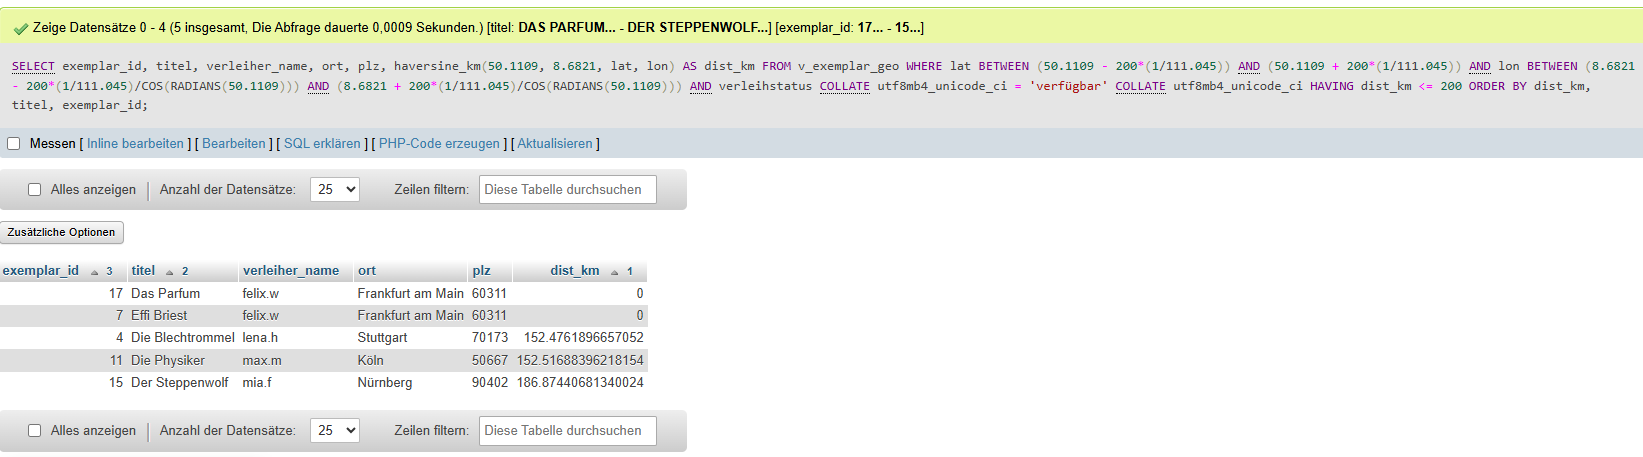 Zeige Datensätze 0 - 4 (5 insgesamt, Die Abfrage dauerte 0,0009 Sekunden.) [titel: DAS PARFUM... - DER STEPPENWOLF...] [exemplar_id: 17... - 15...]
SELECT exemplar_id, titel, verleiher_name, ort, plz, haversine_km(50.1109, 8.6821, lat, lon) AS dist_km FROM v_exemplar_geo WHERE lat BETWEEN (50.1109 - 200*(1/111.045)) AND (50.1109 + 200*(1/111.045)) AND lon BETWEEN (8.6821
- 200*(1/111.045)/COS(RADIANS(50.1109))) AND (8.6821 + 200*(1/111.045)/COS(RADIANS(50.1109))) AND verleihstatus COLLATE utf8mb4_unicode_ci = 'verfügbar' COLLATE utf8mb4_unicode_ci HAVING dist_km <= 200 ORDER BY dist_km,
titel, exemplar_id;
Messen [ Inline bearbeiten ] [ Bearbeiten ] [ SQL erklären ] [ PHP-Code erzeugen ] [ Aktualisieren ]
Alles anzeigen Anzahl der Datensätze: 25 Zeilen filtern: Diese Tabelle durchsuchen
Zusätzliche Optionen
exemplar_id 3 titel 2 verleiher_name ort plz dist_km 1
17 Das Parfum felix.w Frankfurt am Main 60311 0
7 Effi Briest felix.w Frankfurt am Main 60311 0
4 Die Blechtrommel lena.h Stuttgart 70173 152.4761896657052
11 Die Physiker max.m Köln 50667 152.51688396218154
15 Der Steppenwolf mia.f Nürnberg 90402 186.87440681340024
Alles anzeigen Anzahl der Datensätze: 25 Zeilen filtern: Diese Tabelle durchsuchen